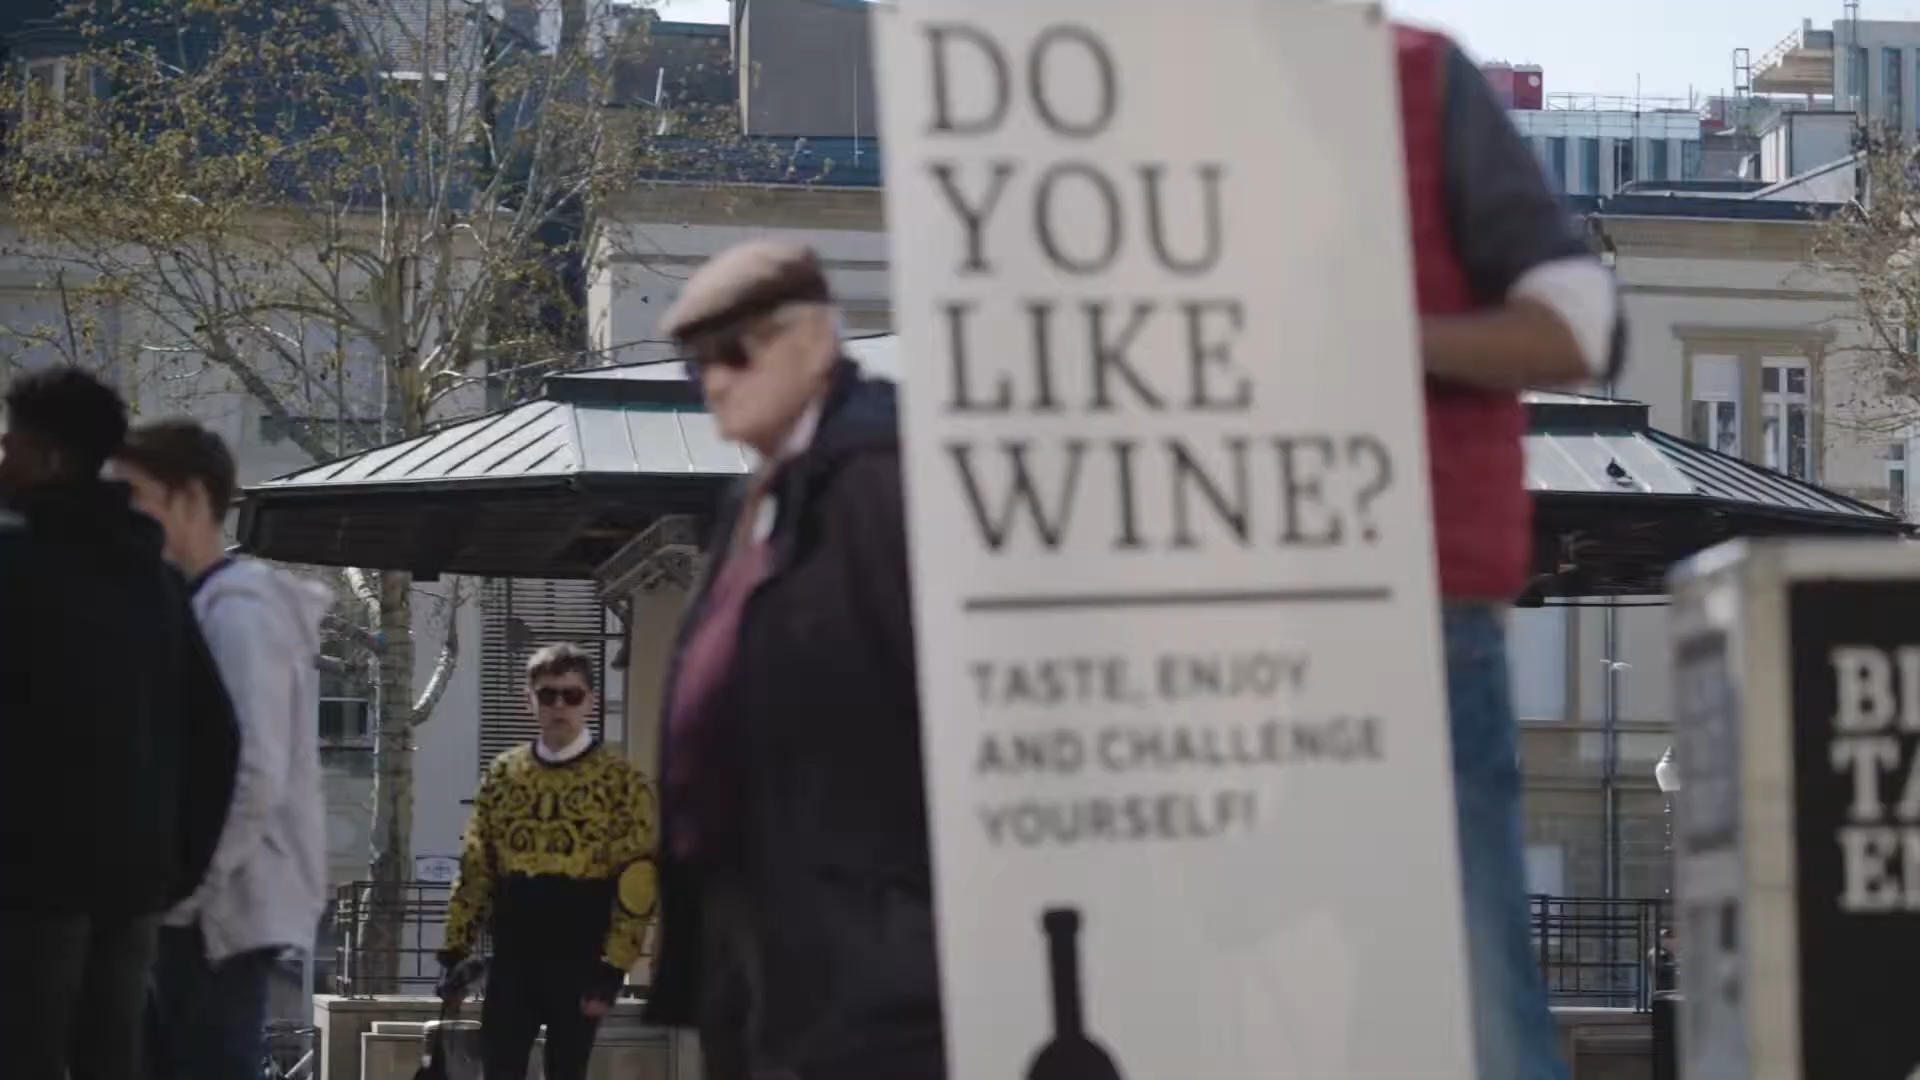 DO
YOU
LIKE
WINE?
TASTE, ENJOY
AND CHALLENGE
YOURSELF!